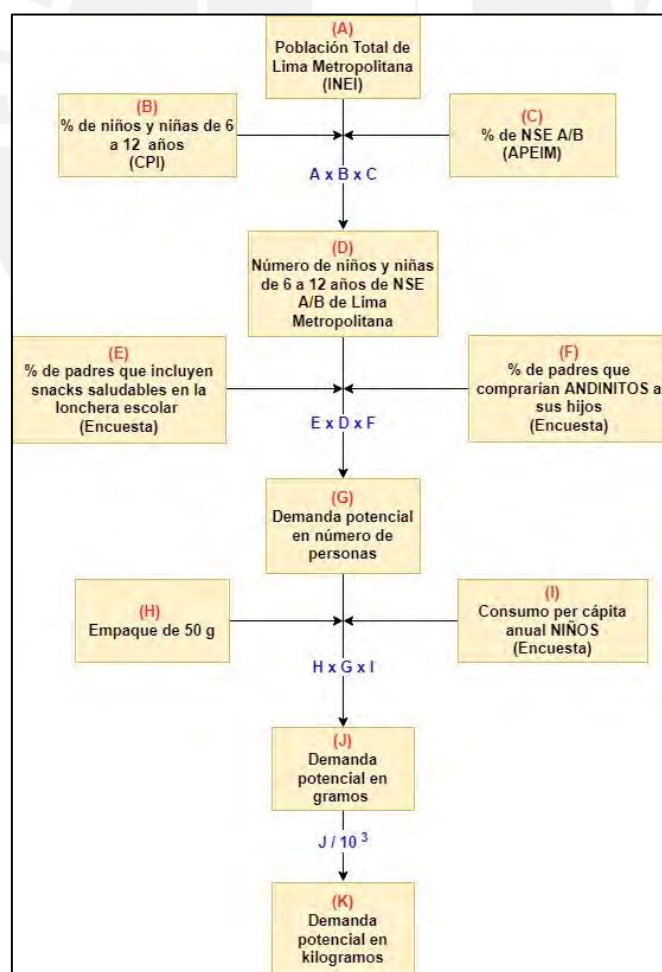 (A)
Población Total de
Lima Metropolitana
(INEI)
(B)
% de niños y niñas de 6
a 12 años
(CPI)
(C)
% de NSE A/B
(APEIM)
A x B x C
(D)
Número de niños y niñas
de 6 a 12 años de NSE
A/B de Lima
Metropolitana
(E)
% de padres que incluyen
snacks saludables en la
lonchera escolar
(Encuesta)
(F)
% de padres que
comprarían ANDINITOS a
sus hijos
(Encuesta)
E x D x F
(G)
Demanda potencial
en número de
personas
(H)
Empaque de 50 g
(I)
Consumo per cápita
anual NIÑOS
(Encuesta)
H x G x I
(J)
Demanda
potencial en
gramos
J / 10 ³
(K)
Demanda
potencial en
kilogramos